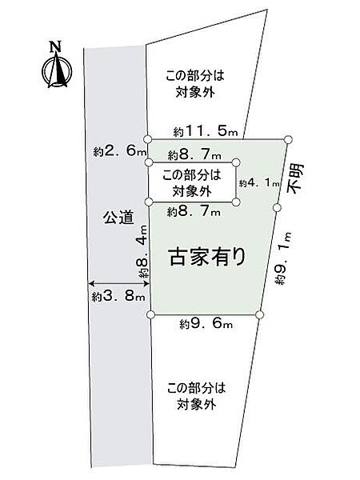 N
この部分は
対象外
約11.5m
約2.6m
約8.7m
この部分は
対象外
約4.1m
不明
約8.7m
公道
約8.4m
古家有り
約9.1m
約3.8m
約9.6m
この部分は
対象外